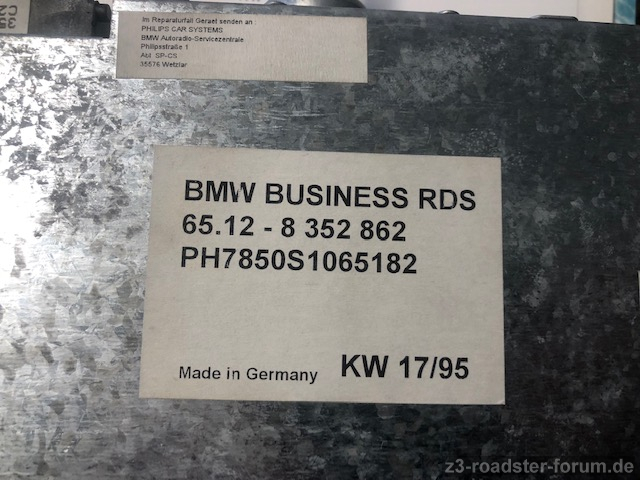 Im Reparaturfall Geraet senden an
PHILIPS CAR SYSTEMS
BMW Autoradio-Servicezentrale
Philipsstraße 1
Abt. SP-CS
35576 Wetzlar
BMW BUSINESS RDS
65.12 - 8 352 862
PH7850S1065182
Made in Germany KW 17/95
z3-roadster-forum.de